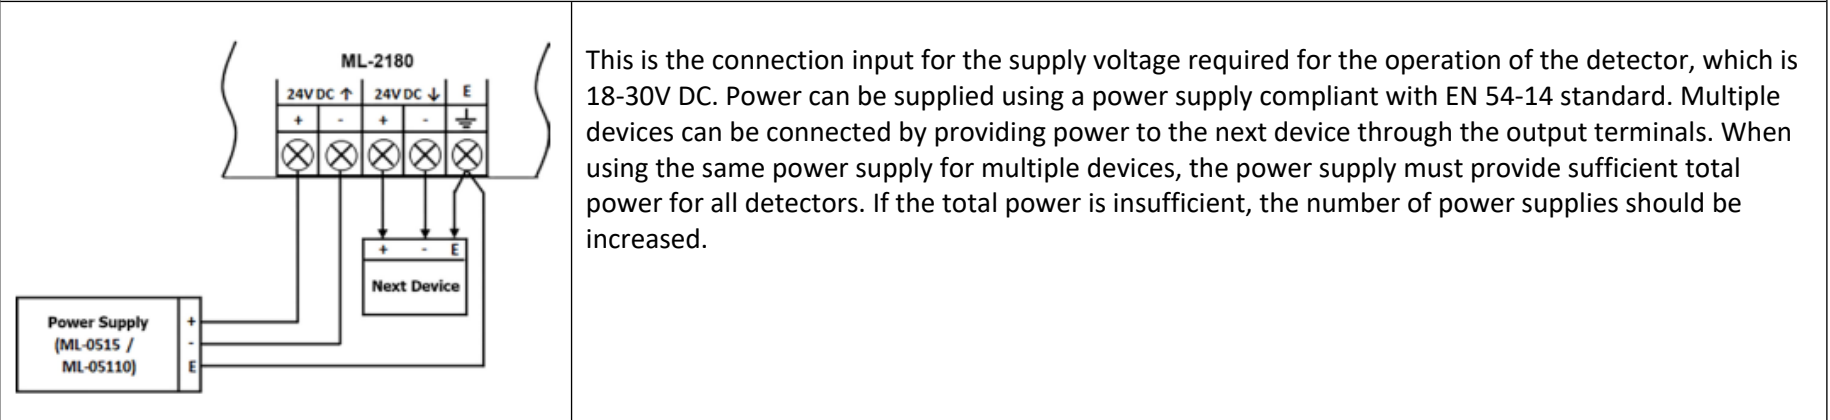 ML-2180
24V DC ↑ 24V DC ↓ E
+ - + -
+ - E
Next Device
Power Supply +
(ML-0515 / -
ML-05110) E
This is the connection input for the supply voltage required for the operation of the detector, which is
18-30V DC. Power can be supplied using a power supply compliant with EN 54-14 standard. Multiple
devices can be connected by providing power to the next device through the output terminals. When
using the same power supply for multiple devices, the power supply must provide sufficient total
power for all detectors. If the total power is insufficient, the number of power supplies should be
increased.